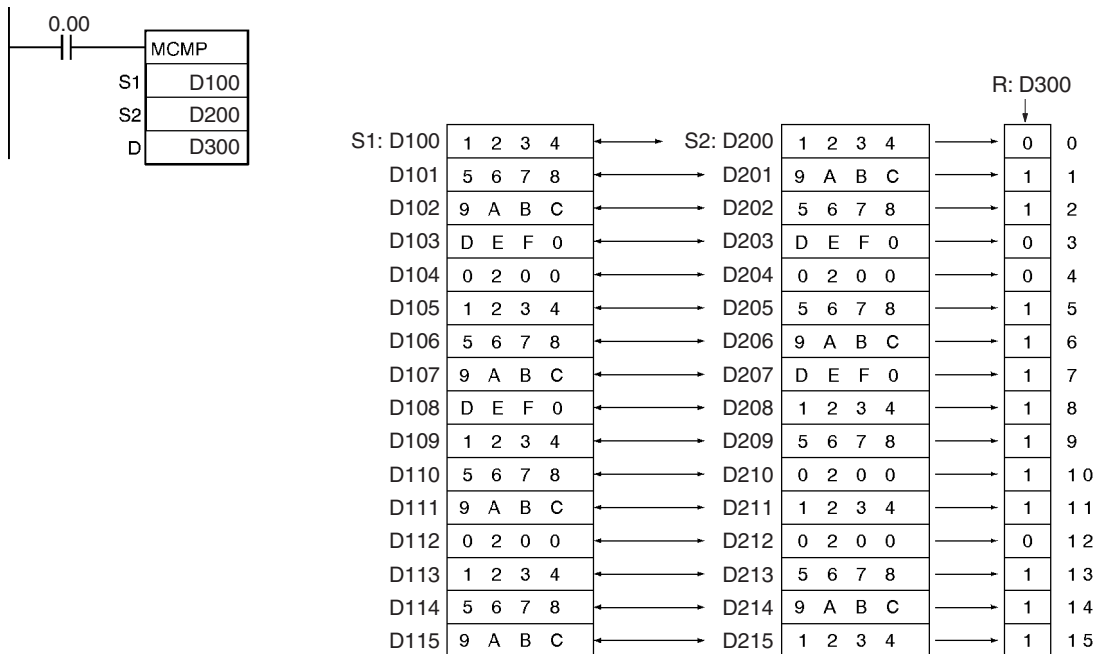 0.00
MCMP
S1 D100
S2 D200
D D300
R: D300
S1: D100 1 2 3 4 S2: D200 1 2 3 4 0 0
D101 5 6 7 8 D201 9 A B C 1 1
D102 9 A B C D202 5 6 7 8 1 2
D103 D E F 0 D203 D E F 0 0 3
D104 0 2 0 0 D204 0 2 0 0 0 4
D105 1 2 3 4 D205 5 6 7 8 1 5
D106 5 6 7 8 D206 9 A B C 1 6
D107 9 A B C D207 D E F 0 1 7
D108 D E F 0 D208 1 2 3 4 1 8
D109 1 2 3 4 D209 5 6 7 8 1 9
D110 5 6 7 8 D210 0 2 0 0 1 10
D111 9 A B C D211 1 2 3 4 1 11
D112 0 2 0 0 D212 0 2 0 0 0 12
D113 1 2 3 4 D213 5 6 7 8 1 13
D114 5 6 7 8 D214 9 A B C 1 14
D115 9 A B C D215 1 2 3 4 1 15